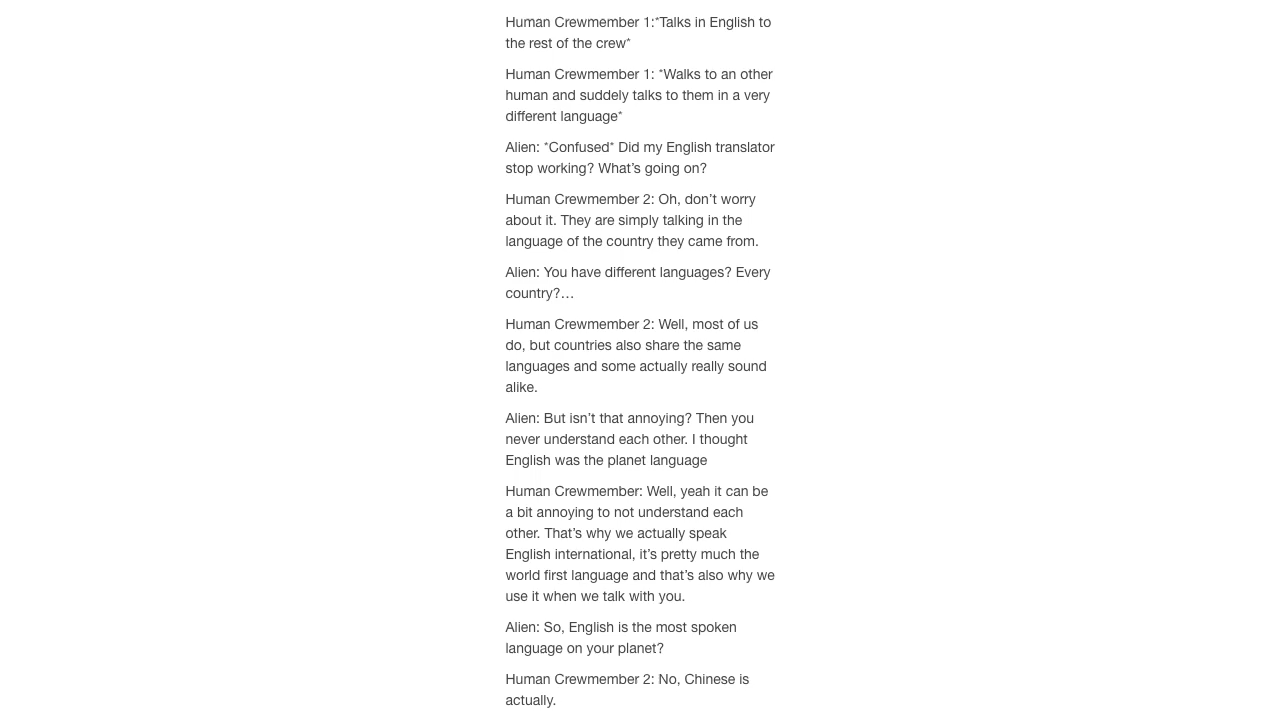 Human Crewmember 1:*Talks in English to
the rest of the crew*
Human Crewmember 1: *Walks to an other
human and suddely talks to them in a very
different language*
Alien: *Confused* Did my English translator
stop working? What’s going on?
Human Crewmember 2: Oh, don’t worry
about it. They are simply talking in the
language of the country they came from.
Alien: You have different languages? Every
country?…
Human Crewmember 2: Well, most of us
do, but countries also share the same
languages and some actually really sound
alike.
Alien: But isn’t that annoying? Then you
never understand each other. I thought
English was the planet language
Human Crewmember: Well, yeah it can be
a bit annoying to not understand each
other. That’s why we actually speak
English international, it’s pretty much the
world first language and that’s also why we
use it when we talk with you.
Alien: So, English is the most spoken
language on your planet?
Human Crewmember 2: No, Chinese is
actually.